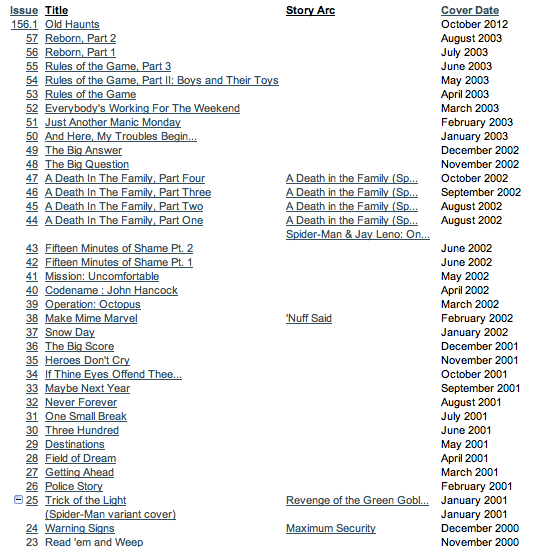 Issue Title Story Arc Cover Date
156.1 Old Haunts October 2012
57 Reborn, Part 2 August 2003
56 Reborn, Part 1 July 2003
55 Rules of the Game, Part 3 June 2003
54 Rules of the Game, Part II: Boys and Their Toys May 2003
53 Rules of the Game April 2003
52 Everybody's Working For The Weekend March 2003
51 Just Another Manic Monday February 2003
50 And Here, My Troubles Begin... January 2003
49 The Big Answer December 2002
48 The Big Question November 2002
47 A Death In The Family, Part Four A Death in the Family (Sp... October 2002
46 A Death In The Family, Part Three A Death in the Family (Sp... September 2002
45 A Death In The Family, Part Two A Death in the Family (Sp... August 2002
44 A Death In The Family, Part One A Death in the Family (Sp... August 2002
Spider-Man & Jay Leno: On...
43 Fifteen Minutes of Shame Pt. 2 June 2002
42 Fifteen Minutes of Shame Pt. 1 June 2002
41 Mission: Uncomfortable May 2002
40 Codename : John Hancock April 2002
39 Operation: Octopus March 2002
38 Make Mime Marvel 'Nuff Said February 2002
37 Snow Day January 2002
36 The Big Score December 2001
35 Heroes Don't Cry November 2001
34 If Thine Eyes Offend Thee... October 2001
33 Maybe Next Year September 2001
32 Never Forever August 2001
31 One Small Break July 2001
30 Three Hundred June 2001
29 Destinations May 2001
28 Field of Dream April 2001
27 Getting Ahead March 2001
26 Police Story February 2001
25 Trick of the Light Revenge of the Green Gobl... January 2001
(Spider-Man variant cover) January 2001
24 Warning Signs Maximum Security December 2000
23 Read 'em and Weep November 2000